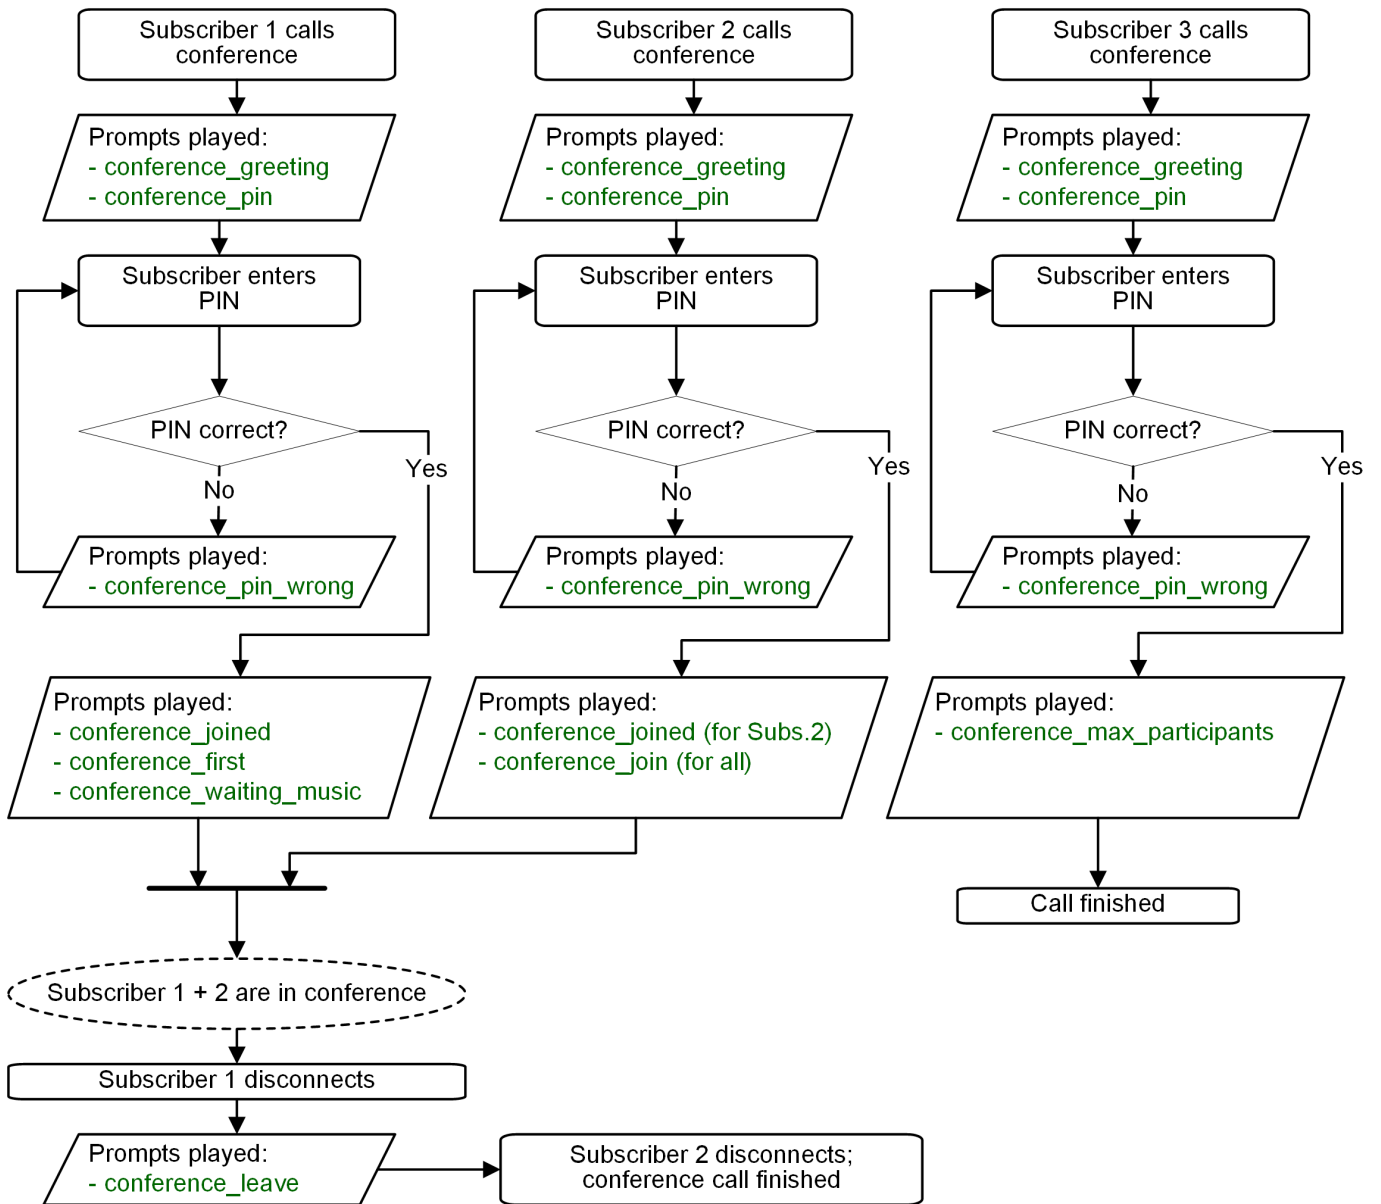 Subscriber 1 calls
conference
Prompts played:
- conference_greeting
- conference_pin
Subscriber enters
PIN
PIN correct?
Yes
No
Prompts played:
- conference_pin_wrong
Prompts played:
- conference_joined
- conference_first
- conference_waiting_music
Subscriber 2 calls
conference
Prompts played:
- conference_greeting
- conference_pin
Subscriber enters
PIN
PIN correct?
Yes
No
Prompts played:
- conference_pin_wrong
Prompts played:
- conference_joined (for Subs.2)
- conference_join (for all)
Subscriber 3 calls
conference
Prompts played:
- conference_greeting
- conference_pin
Subscriber enters
PIN
PIN correct?
Yes
No
Prompts played:
- conference_pin_wrong
Prompts played:
- conference_max_participants
Call finished
Subscriber 1 + 2 are in conference
Subscriber 1 disconnects
Prompts played:
- conference_leave
Subscriber 2 disconnects;
conference call finished